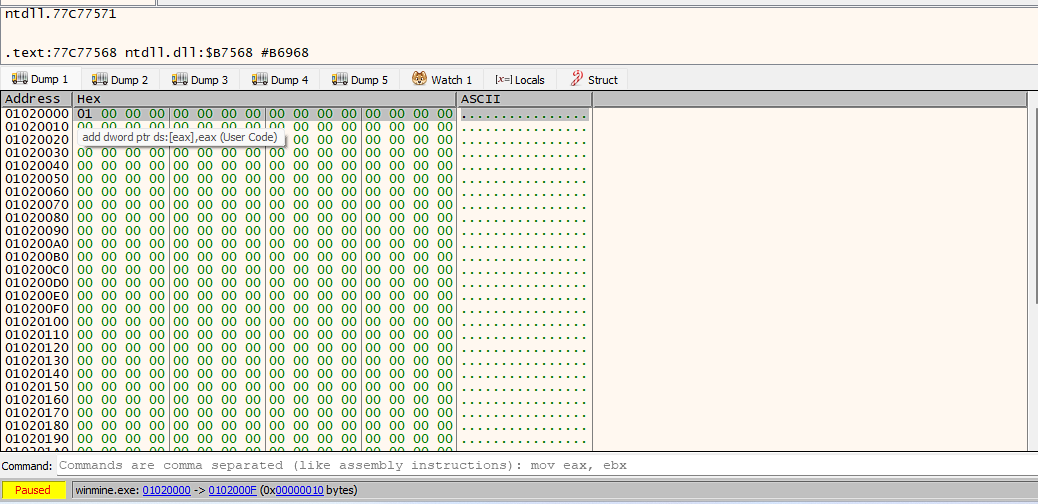 ntdll.77C77571
.text:77C77568 ntdll.dll:$B7568 #B6968
Dump 1 Dump 2 Dump 3 Dump 4 Dump 5 Watch 1 [x=] Locals Struct
Address Hex ASCII
01020000 01 00 00 00 00 00 00 00 00 00 00 00 00 00 00 00 ................
01020010 00 00 00 00 00 00 00 00 00 00 00 00 00 00 00 00 ................
add dword ptr ds:[eax],eax (User Code)
01020020 00 00 00 00 00 00 00 ................
01020030 00 00 00 00 00 00 00 00 00 00 00 00 00 00 00 00 ................
01020040 00 00 00 00 00 00 00 00 00 00 00 00 00 00 00 00 ................
01020050 00 00 00 00 00 00 00 00 00 00 00 00 00 00 00 00 ................
01020060 00 00 00 00 00 00 00 00 00 00 00 00 00 00 00 00 ................
01020070 00 00 00 00 00 00 00 00 00 00 00 00 00 00 00 00 ................
01020080 00 00 00 00 00 00 00 00 00 00 00 00 00 00 00 00 ................
01020090 00 00 00 00 00 00 00 00 00 00 00 00 00 00 00 00 ................
010200A0 00 00 00 00 00 00 00 00 00 00 00 00 00 00 00 00 ................
010200B0 00 00 00 00 00 00 00 00 00 00 00 00 00 00 00 00 ................
010200C0 00 00 00 00 00 00 00 00 00 00 00 00 00 00 00 00 ................
010200D0 00 00 00 00 00 00 00 00 00 00 00 00 00 00 00 00 ................
010200E0 00 00 00 00 00 00 00 00 00 00 00 00 00 00 00 00 ................
010200F0 00 00 00 00 00 00 00 00 00 00 00 00 00 00 00 00 ................
01020100 00 00 00 00 00 00 00 00 00 00 00 00 00 00 00 00 ................
01020110 00 00 00 00 00 00 00 00 00 00 00 00 00 00 00 00 ................
01020120 00 00 00 00 00 00 00 00 00 00 00 00 00 00 00 00 ................
01020130 00 00 00 00 00 00 00 00 00 00 00 00 00 00 00 00 ................
01020140 00 00 00 00 00 00 00 00 00 00 00 00 00 00 00 00 ................
01020150 00 00 00 00 00 00 00 00 00 00 00 00 00 00 00 00 ................
01020160 00 00 00 00 00 00 00 00 00 00 00 00 00 00 00 00 ................
01020170 00 00 00 00 00 00 00 00 00 00 00 00 00 00 00 00 ................
01020180 00 00 00 00 00 00 00 00 00 00 00 00 00 00 00 00 ................
01020190 00 00 00 00 00 00 00 00 00 00 00 00 00 00 00 00 ................
010201A0 00 00 00 00 00 00 00 00 00 00 00 00 00 00 00 00
Command: Commands are comma separated (like assembly instructions): mov eax, ebx
Paused winmine.exe: 01020000 -> 0102000F (0x00000010 bytes)